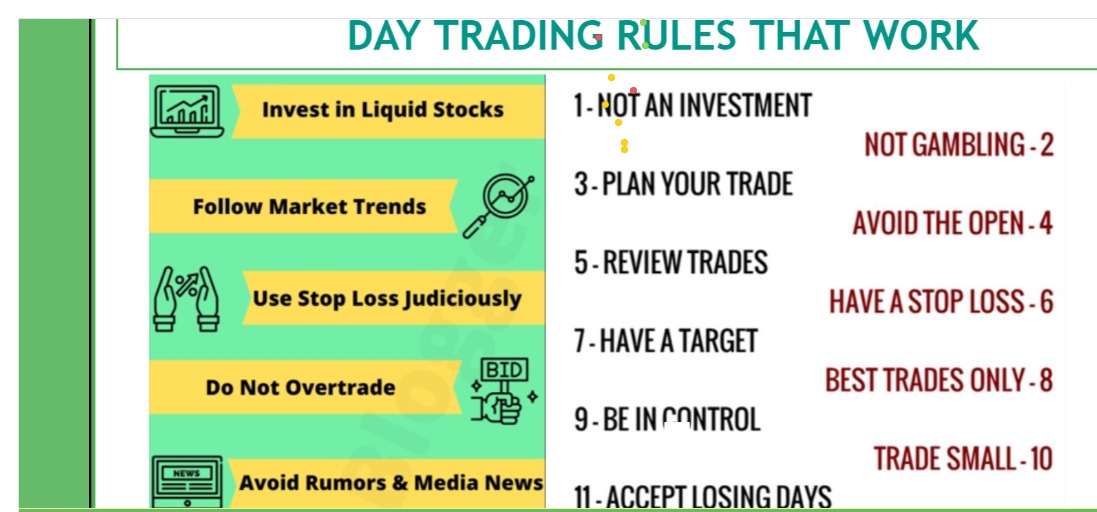 DAY TRADING RULES THAT WORK
Invest in Liquid Stocks
Follow Market Trends
Use Stop Loss Judiciously
Do Not Overtrade
BID
NEWS
Avoid Rumors & Media News
1 - NOT AN INVESTMENT
NOT GAMBLING - 2
3 - PLAN YOUR TRADE
AVOID THE OPEN - 4
5 - REVIEW TRADES
HAVE A STOP LOSS - 6
7 - HAVE A TARGET
BEST TRADES ONLY - 8
9 - BE IN CONTROL
TRADE SMALL - 10
11 - ACCEPT LOSING DAYS